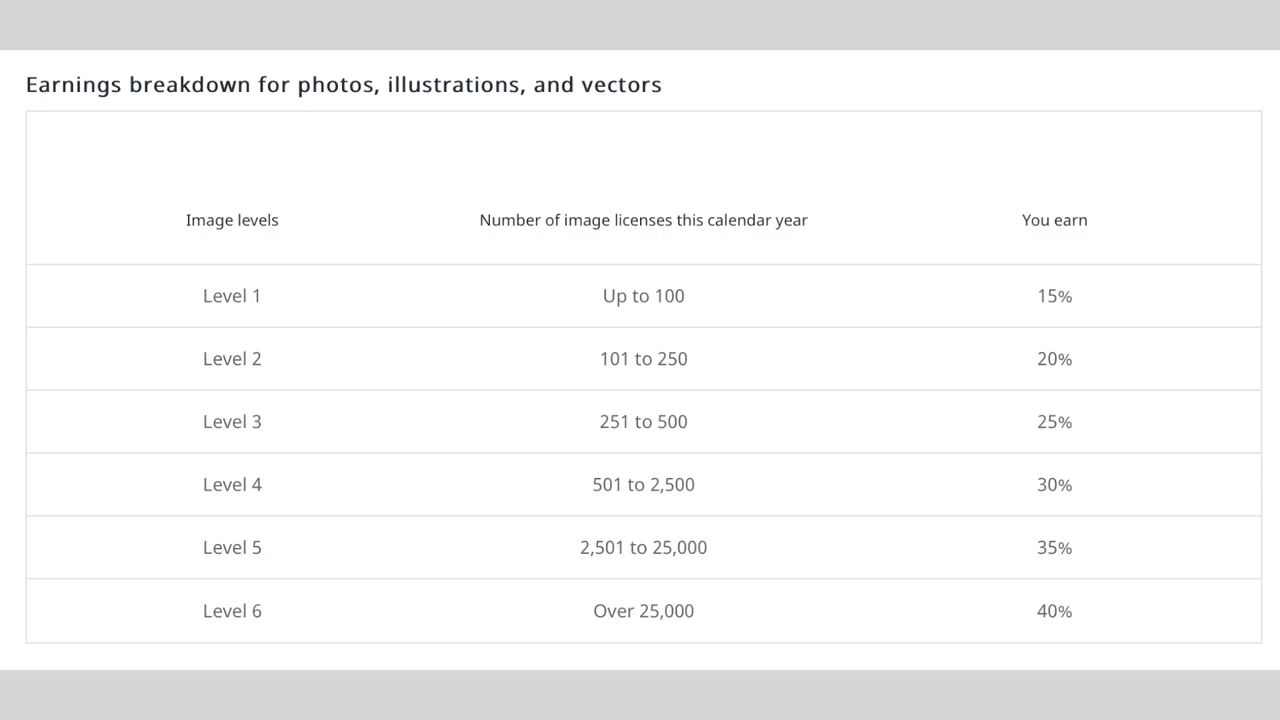 Earnings breakdown for photos, illustrations, and vectors
Image levels Number of image licenses this calendar year You earn
Level 1 Up to 100 15%
Level 2 101 to 250 20%
Level 3 251 to 500 25%
Level 4 501 to 2,500 30%
Level 5 2,501 to 25,000 35%
Level 6 Over 25,000 40%